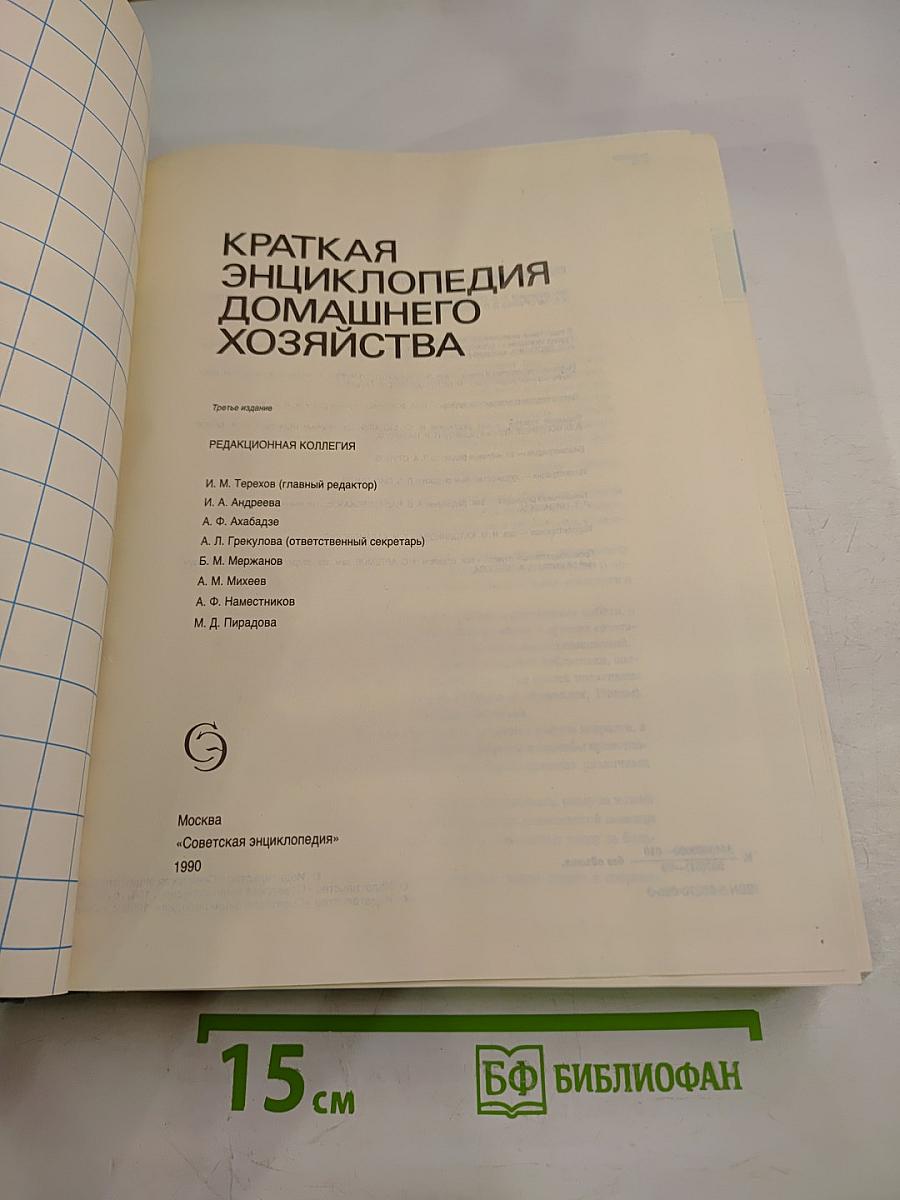 КРАТКАЯ
ЭНЦИКЛОПЕДИЯ
ДОМАШНЕГО
ХОЗЯЙСТВА
Третье издание
РЕДАКЦИОННАЯ КОЛЛЕГИЯ
И. М. Терехов (главный редактор)
И. А. Андреева
А. Ф. Ахабадзе
А. Л. Грекулова (ответственный секретарь)
Б. М. Мержанов
А. М. Михеев
А. Ф. Наместников
М. Д. Пирадова
СЭ
Москва
«Советская энциклопедия»
1990
15 см
БФ БИБЛИОФАН